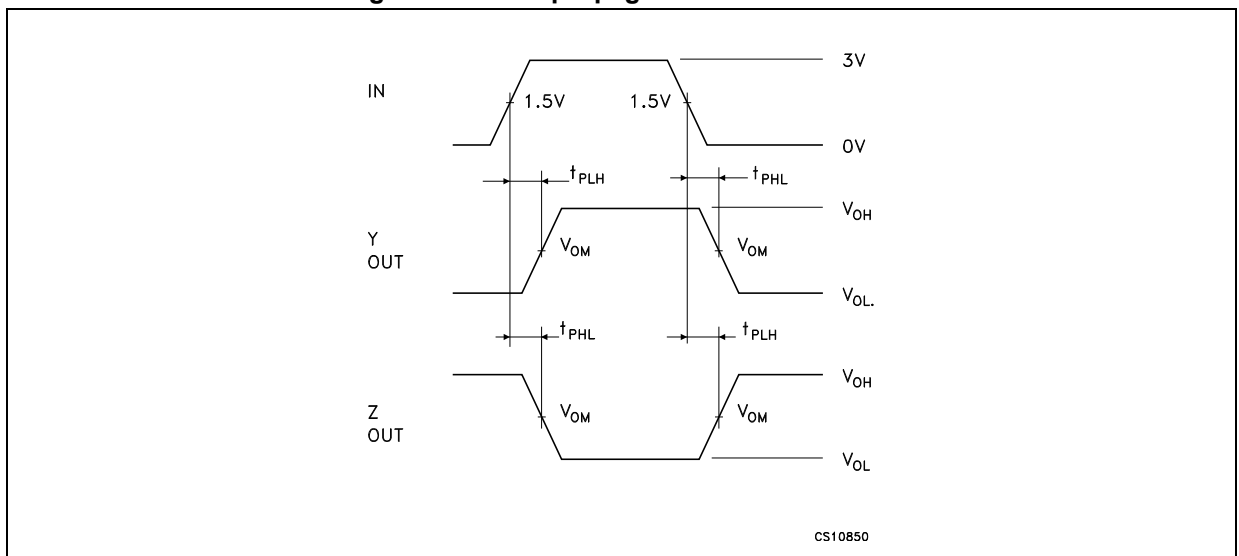 3V
IN
1.5V 1.5V
0V
tPLH tPHL
VOH
Y
OUT
VOM VOM
VOL.
tPHL tPLH
VOH
Z
OUT
VOM VOM
VOL
CS10850